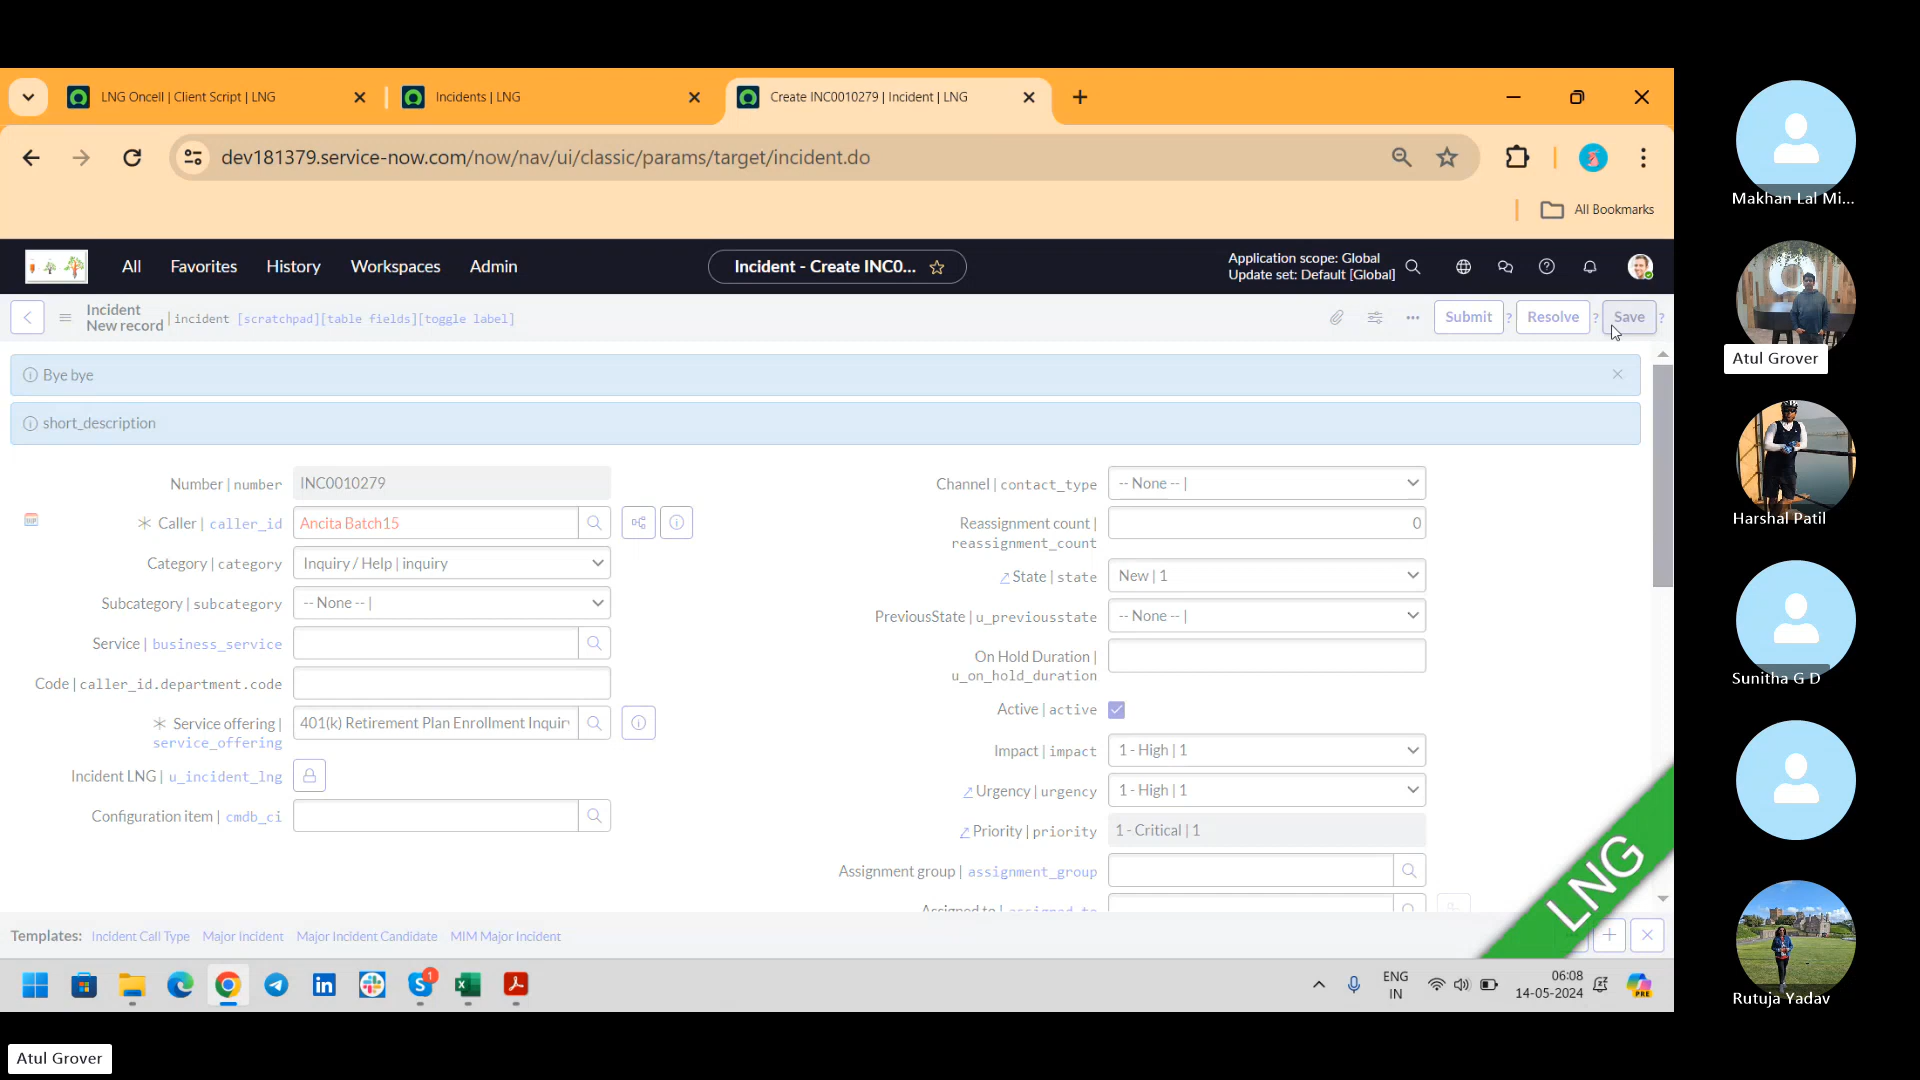 LNG Oncell | Client Script | LNG
Incidents | LNG
Create INC0010279 | Incident | LNG
dev181379.service-now.com/now/nav/ui/classic/params/target/incident.do
All Bookmarks
All
Favorites
History
Workspaces
Admin
Incident - Create INC0...
Application scope: Global
Update set: Default [Global]
Incident
New record
incident [scratchpad][table fields][toggle label]
Submit ?
Resolve ?
Save ?
Bye bye
short_description
Number | number
INC0010279
Caller | caller_id
Ancita Batch15
Category | category
Inquiry / Help | inquiry
Subcategory | subcategory
-- None -- |
Service | business_service
Code | caller_id.department.code
Service offering |
service_offering
401(k) Retirement Plan Enrollment Inquir
Incident LNG | u_incident_lng
Configuration item | cmdb_ci
Channel | contact_type
-- None -- |
Reassignment count |
reassignment_count
0
State | state
New | 1
PreviousState | u_previousstate
-- None -- |
On Hold Duration |
u_on_hold_duration
Active | active
Impact | impact
1 - High | 1
Urgency | urgency
1 - High | 1
Priority | priority
1 - Critical | 1
Assignment group | assignment_group
Assigned to | assigned_to
LNG
Templates:
Incident Call Type
Major Incident
Major Incident Candidate
MIM Major Incident
1
ENG
IN
06:08
14-05-2024
PRE
Makhan Lal Mi...
Atul Grover
Harshal Patil
Sunitha G D
Rutuja Yadav
Atul Grover